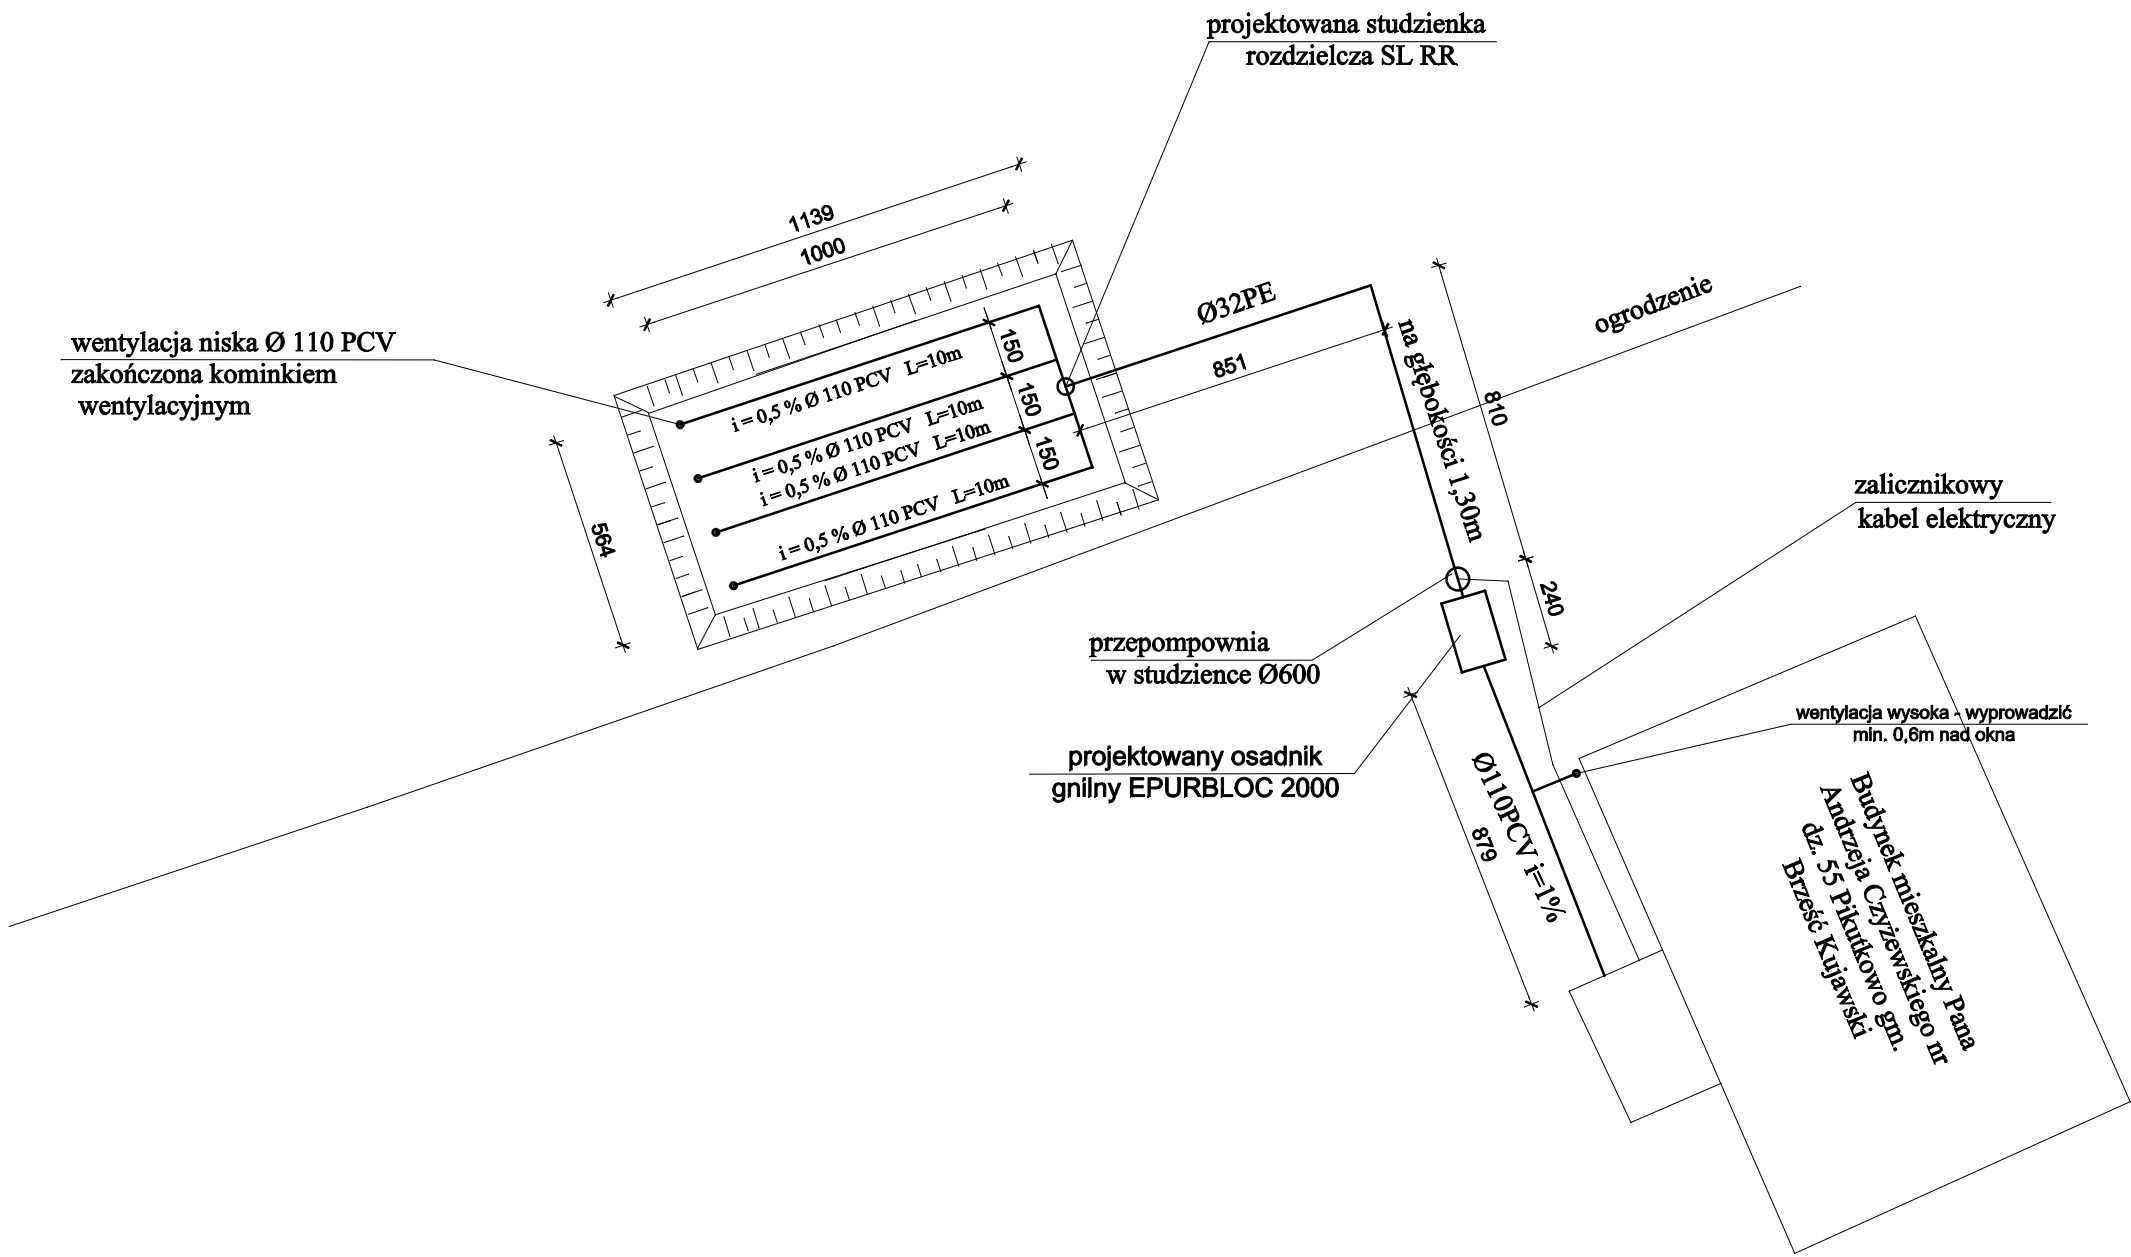 projektowana studzienka
rozdzielcza SL RR
1139
1000
wentylacja niska Ø 110 PCV
zakończona kominkiem
wentylacyjnym
i = 0,5 % Ø 110 PCV L=10m
i = 0,5 % Ø 110 PCV L=10m
i = 0,5 % Ø 110 PCV L=10m
i = 0,5 % Ø 110 PCV L=10m
150
150
150
564
Ø32PE
851
na głębokości 1,30m
810
240
ogrodzenie
zalicznikowy
kabel elektryczny
przepompownia
w studzience Ø600
projektowany osadnik
gnilny EPURBLOC 2000
wentylacja wysoka - wyprowadzić
min. 0,6m nad okna
Ø110PCV i=1%
879
Budynek mieszkalny Pana
Andrzeja Czyżewskiego nr
dz. 55 Pikutkowo gm.
Brześć Kujawski